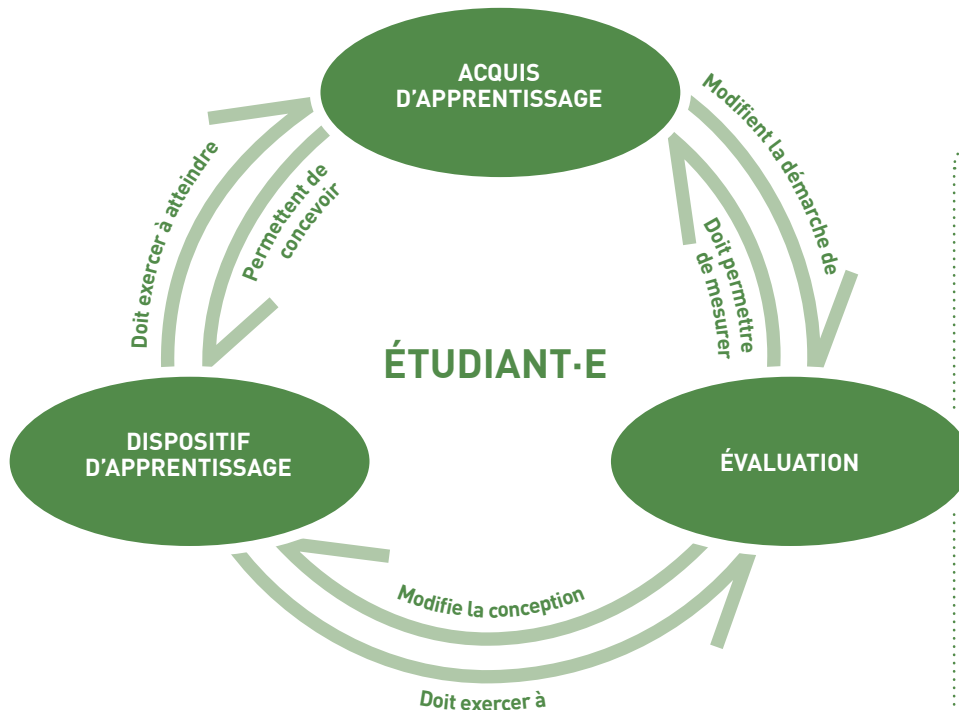 ACQUIS
D'APPRENTISSAGE
Modifient la démarche de
Doit exercer à atteindre
Permettent de
concevoir
Doit permettre
de mesurer
ÉTUDIANT·E
DISPOSITIF
D'APPRENTISSAGE
ÉVALUATION
Modifie la conception
Doit exercer à